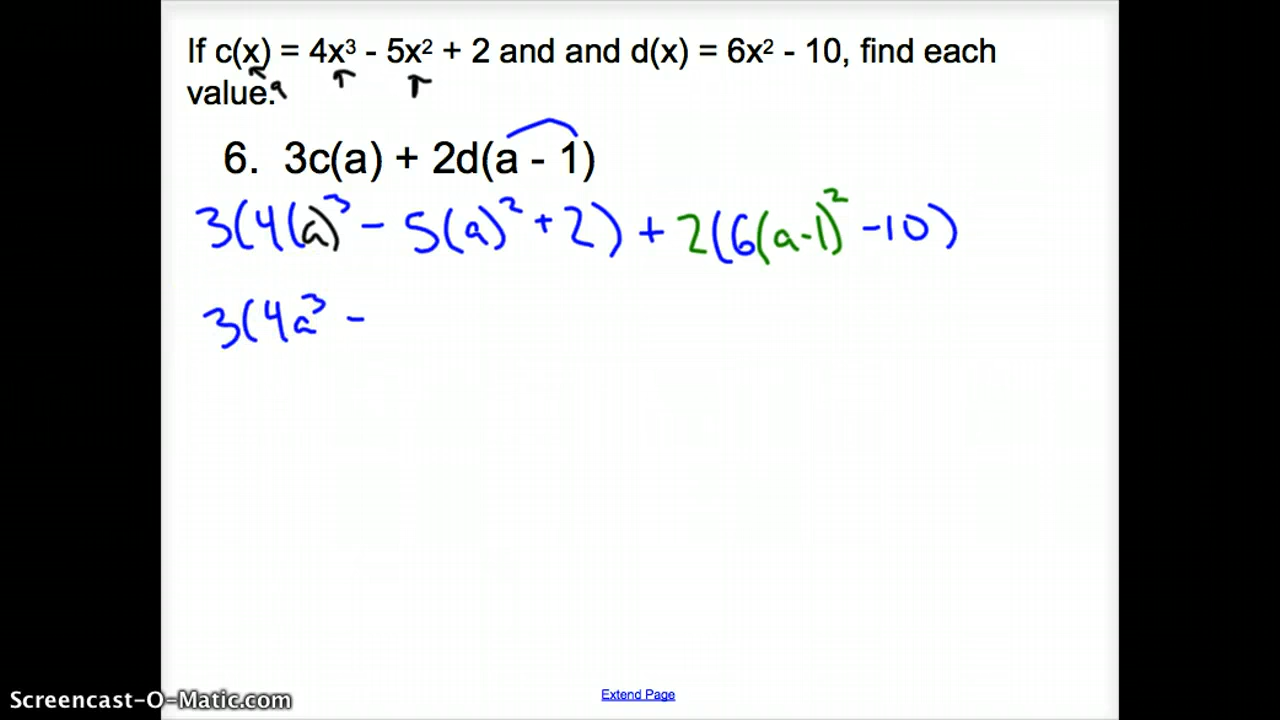 If c(x) = 4x³ - 5x² + 2 and and d(x) = 6x² - 10, find each
value.
a
6. 3c(a) + 2d(a - 1)
3(4(a)³ - 5(a)² + 2) + 2(6(a-1)² -10)
3(4a³ -
Extend Page
Screencast-O-Matic.com